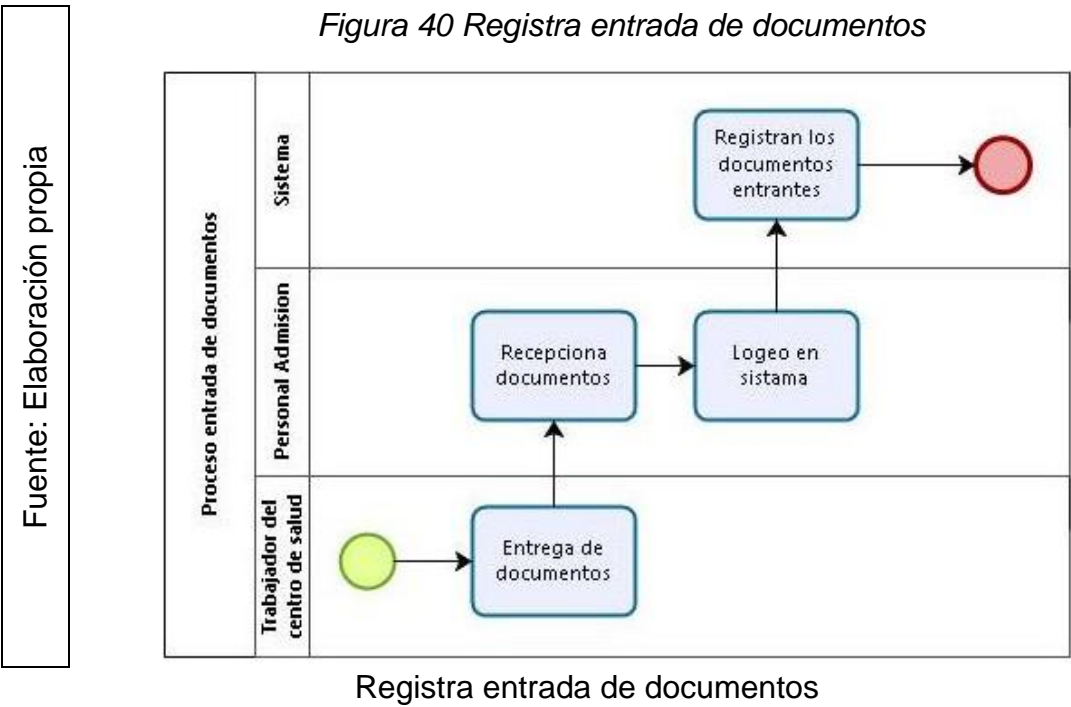 Figura 40 Registra entrada de documentos
Fuente: Elaboración propia
Proceso entrada de documentos
Sistema
Registran los
documentos
entrantes
Personal Admision
Recepciona
documentos
Logeo en
sistama
Trabajador del
centro de salud
Entrega de
documentos
Registra entrada de documentos